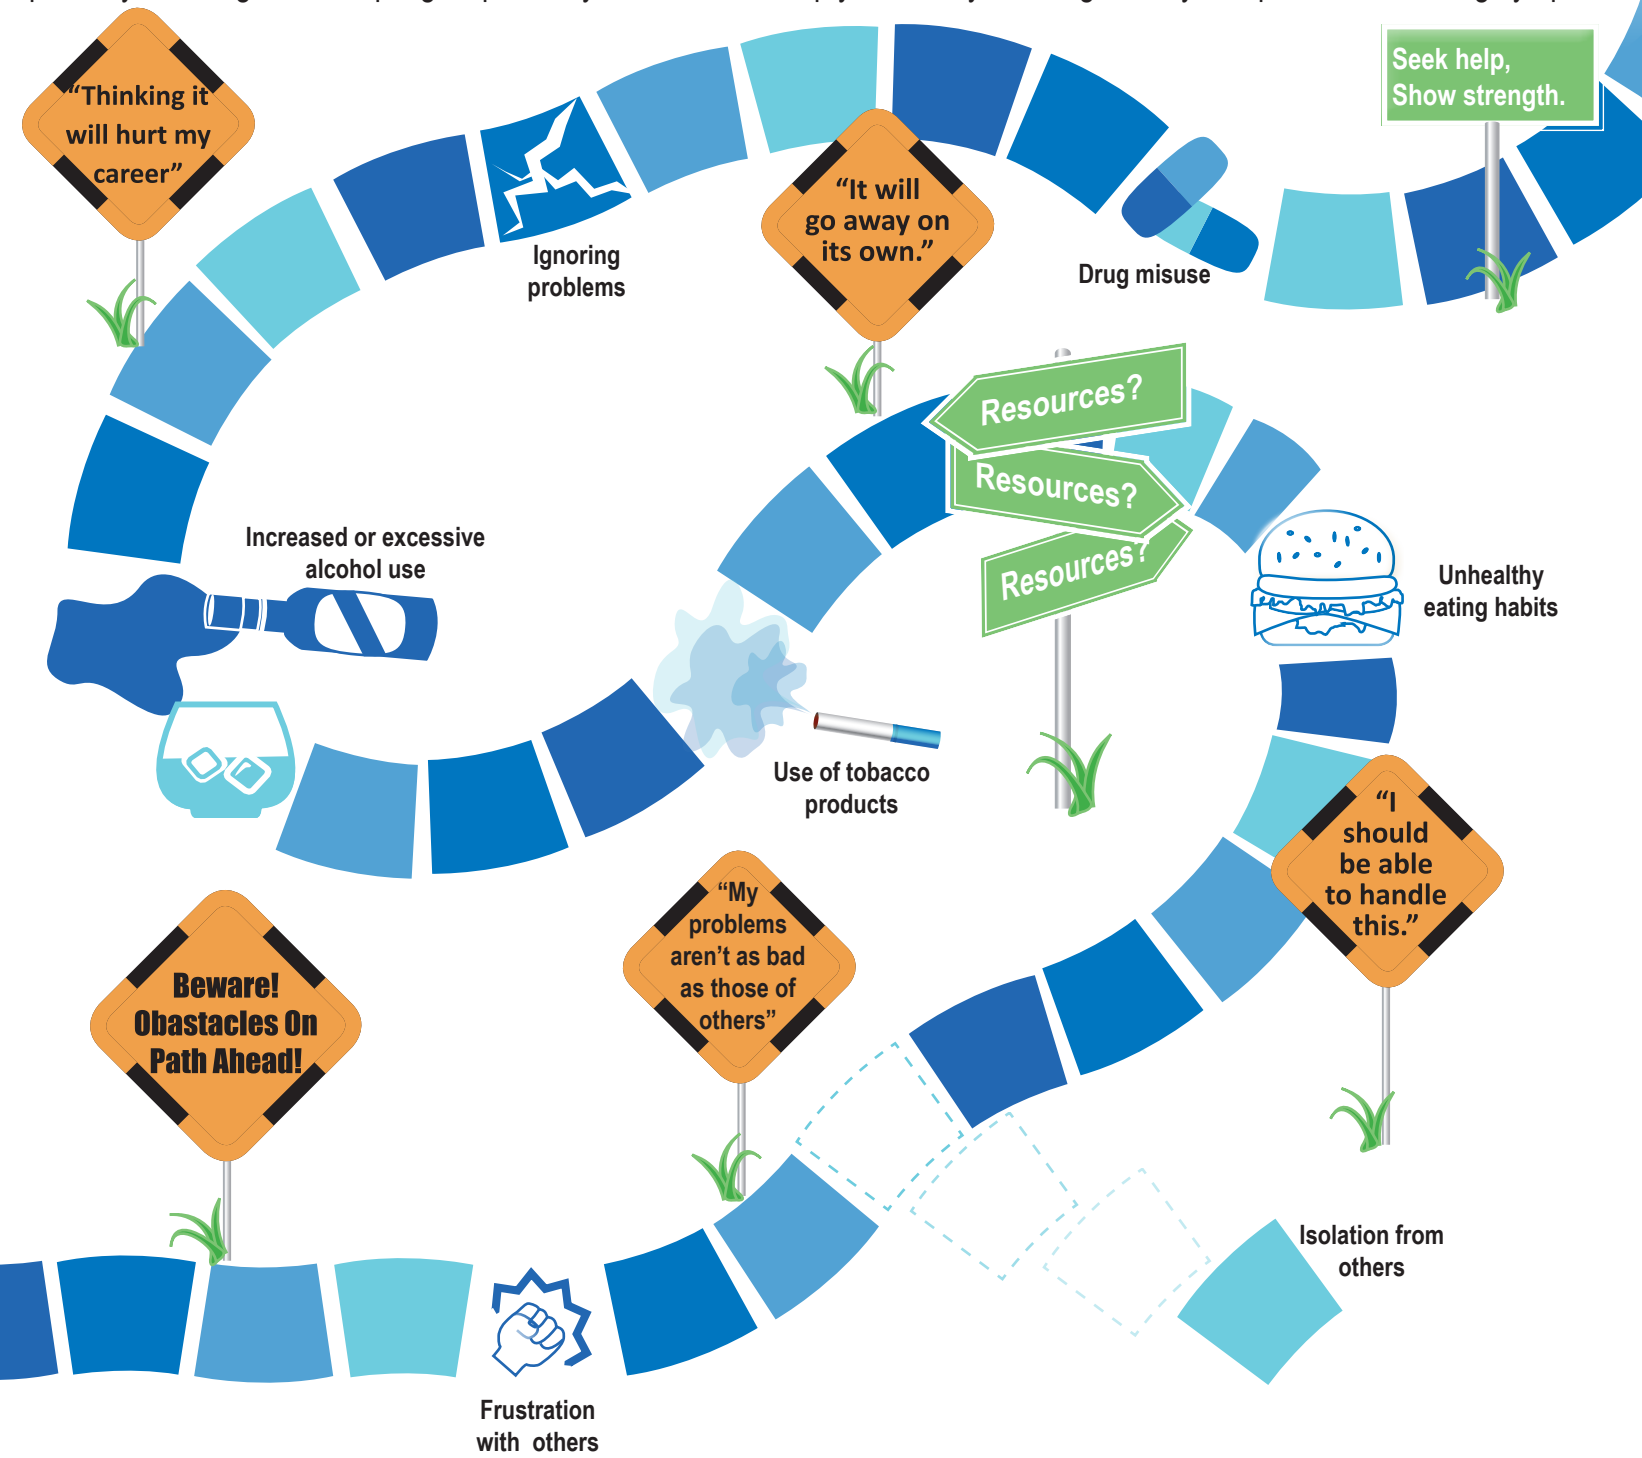 “Thinking it
will hurt my
career”
Seek help,
Show strength.
Ignoring
problems
“It will
go away on
its own.”
Drug misuse
Resources?
Resources?
Resources?
Increased or excessive
alcohol use
Unhealthy
eating habits
Use of tobacco
products
“I
should
be able
to handle
this.”
“My
problems
aren’t as bad
as those of
others”
Beware!
Obastacles On
Path Ahead!
Isolation from
others
Frustration
with others